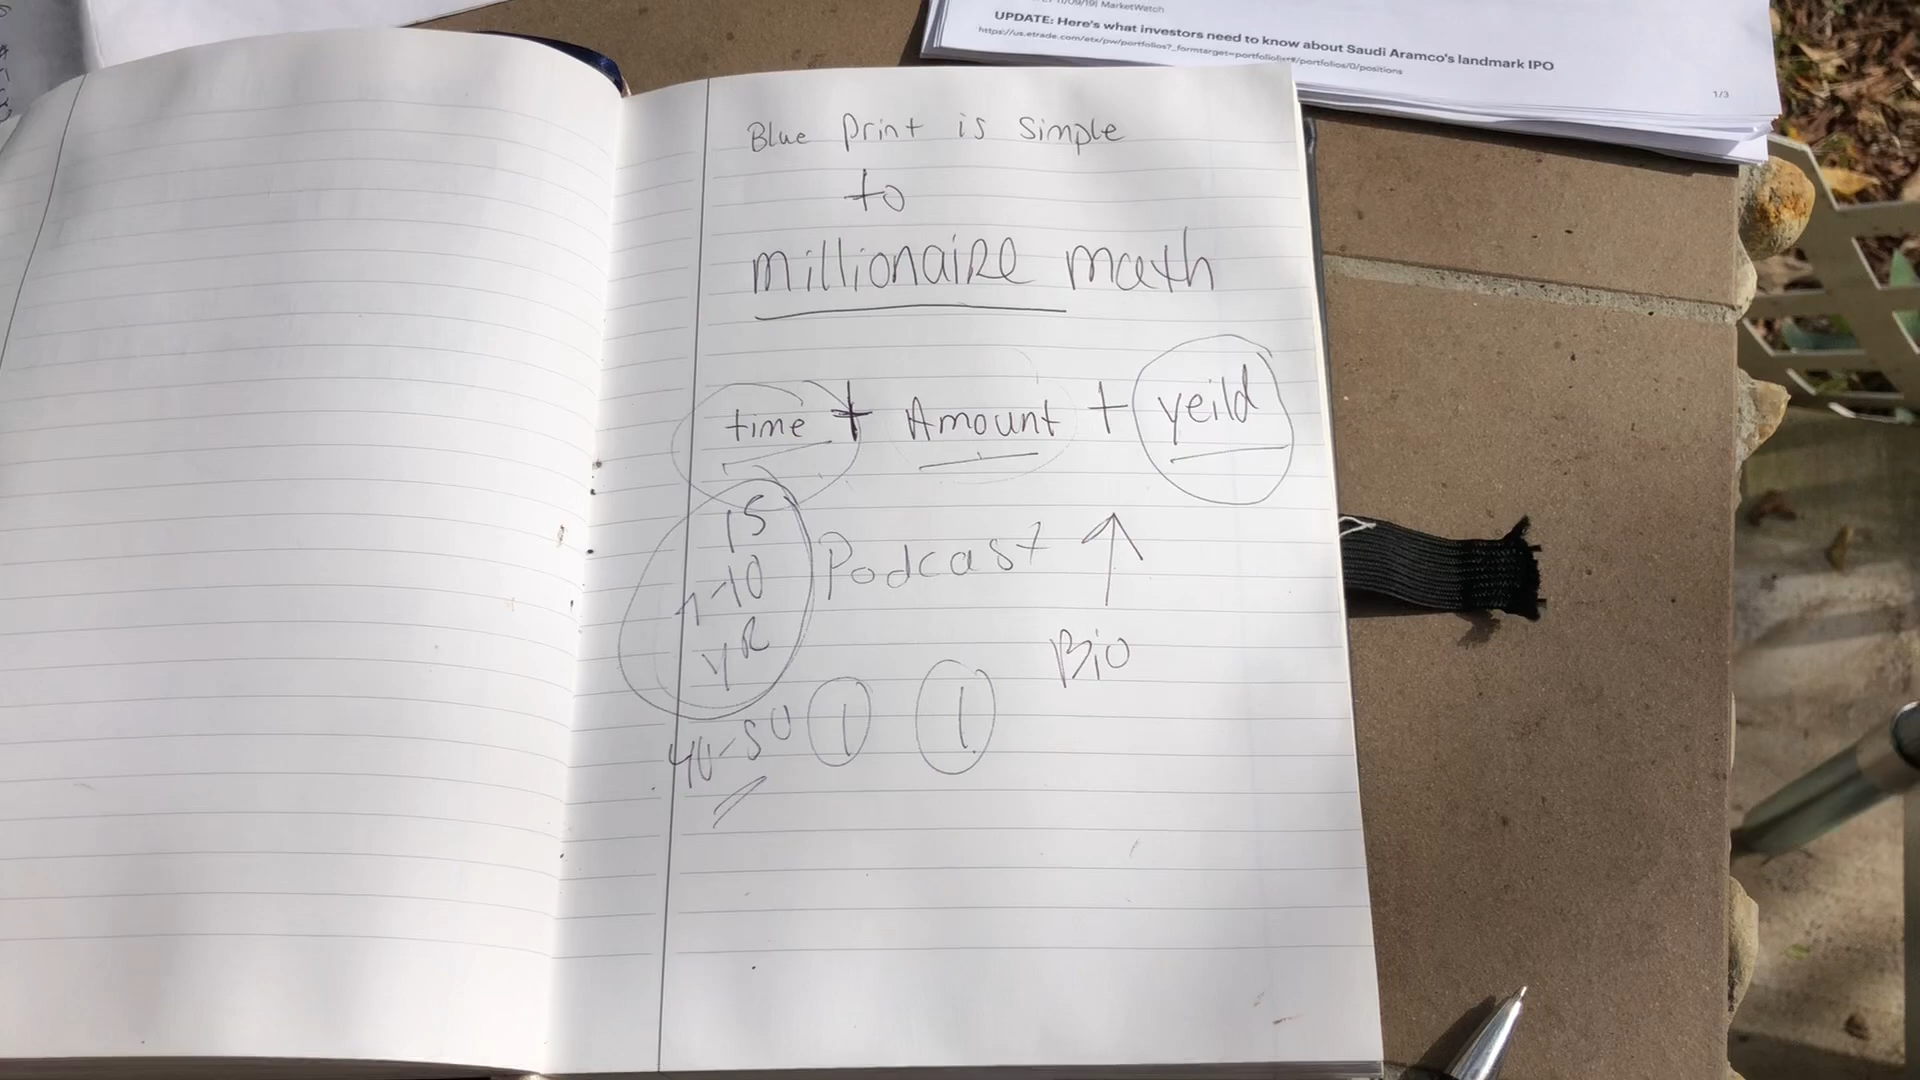 MarketWatch
UPDATE: Here's what investors need to know about Saudi Aramco's landmark IPO
1/3
Blue Print is Simple
to
millionaire math
time + Amount + yeild
15
Podcast
7-10
YR
Bio
40-50 1 1